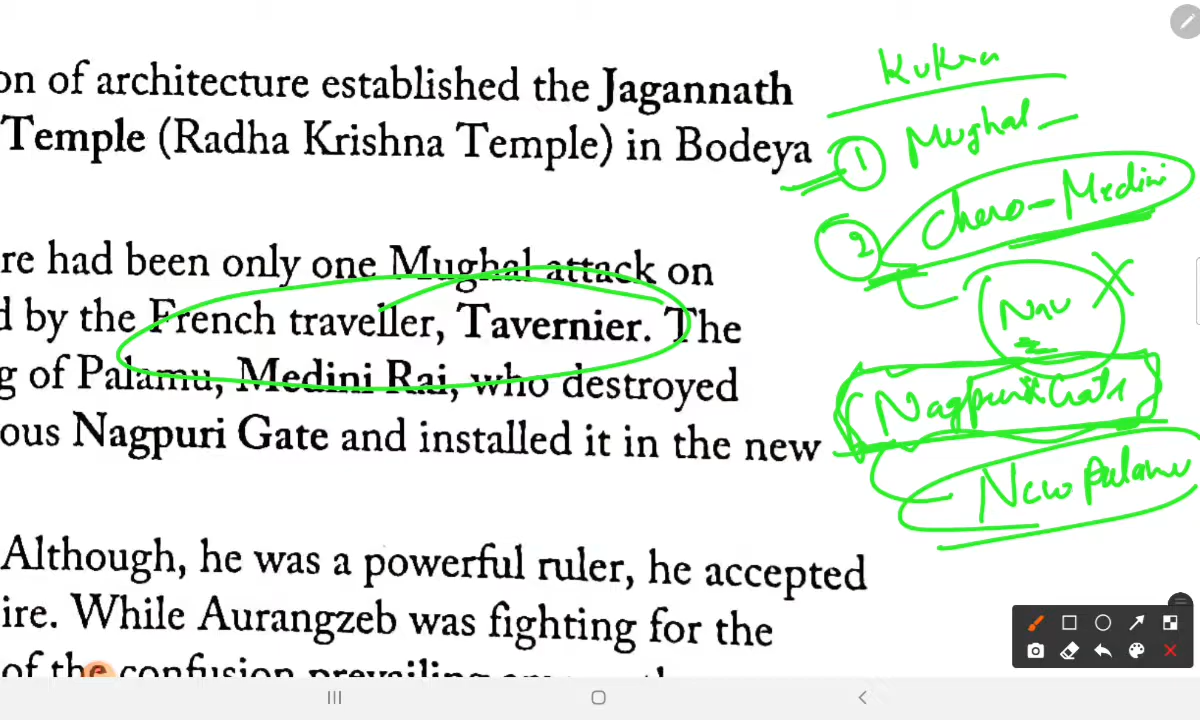 on of architecture established the Jagannath
Temple (Radha Krishna Temple) in Bodeya
re had been only one Mughal attack on
d by the French traveller, Tavernier. The
g of Palamu, Medini Rai, who destroyed
ous Nagpuri Gate and installed it in the new
Although, he was a powerful ruler, he accepted
ire. While Aurangzeb was fighting for the
of the confusion prevailing
Kukra
1 Mughal
2 Chero-Medini
Nav
Nagpuri Gate
New Palamu